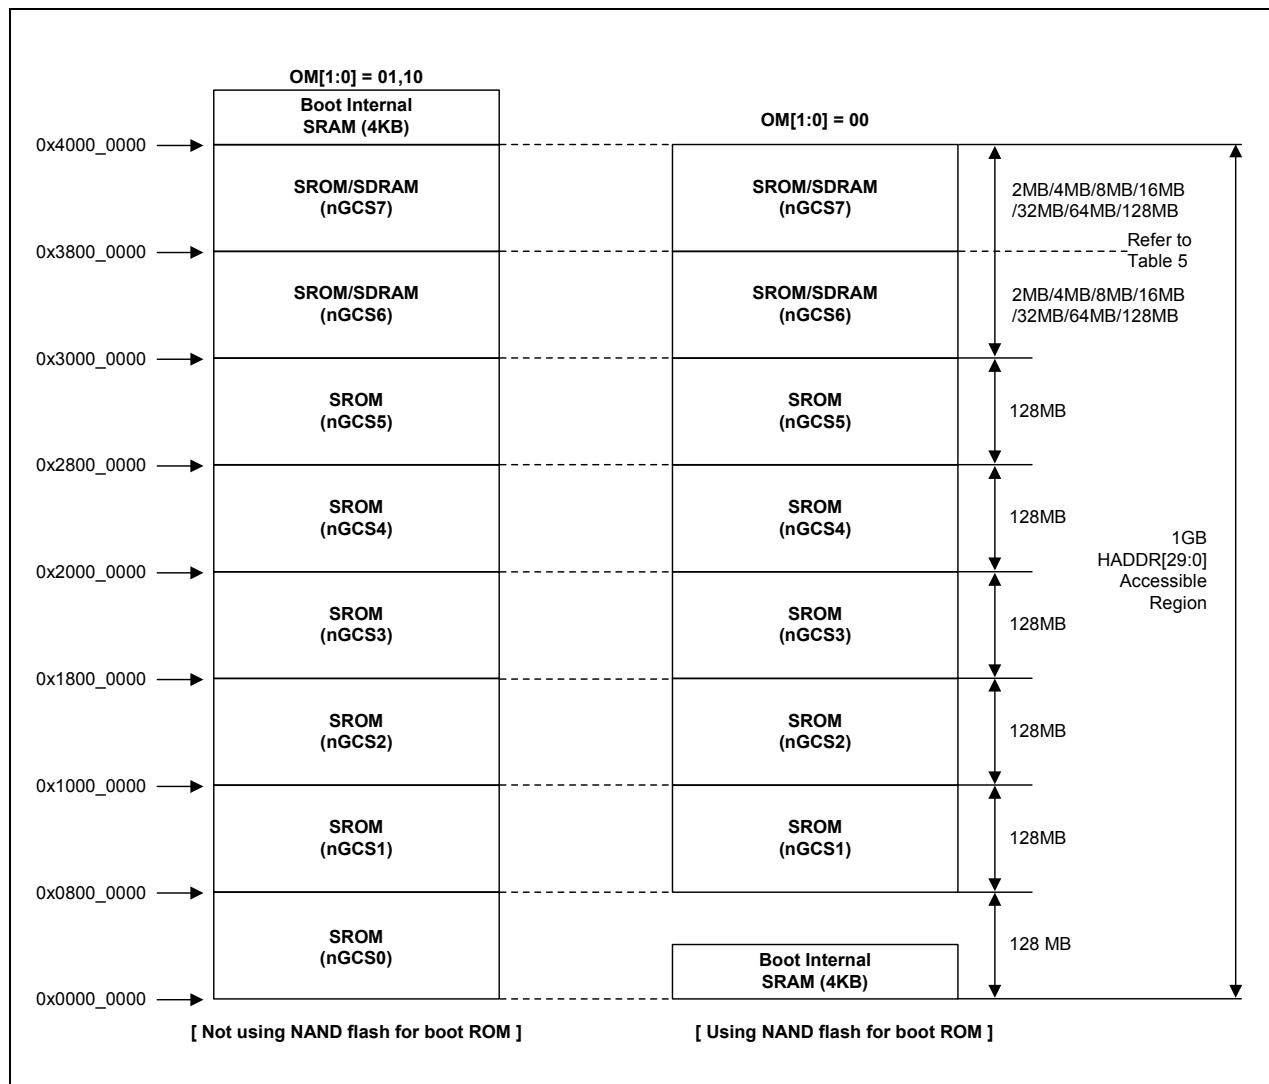 OM[1:0] = 01,10
Boot Internal
SRAM (4KB)
OM[1:0] = 00
0x4000_0000
SROM/SDRAM
(nGCS7)
SROM/SDRAM
(nGCS7)
2MB/4MB/8MB/16MB
/32MB/64MB/128MB
Refer to
Table 5
0x3800_0000
SROM/SDRAM
(nGCS6)
SROM/SDRAM
(nGCS6)
2MB/4MB/8MB/16MB
/32MB/64MB/128MB
0x3000_0000
SROM
(nGCS5)
SROM
(nGCS5)
128MB
0x2800_0000
SROM
(nGCS4)
SROM
(nGCS4)
128MB
1GB
HADDR[29:0]
Accessible
Region
0x2000_0000
SROM
(nGCS3)
SROM
(nGCS3)
128MB
0x1800_0000
SROM
(nGCS2)
SROM
(nGCS2)
128MB
0x1000_0000
SROM
(nGCS1)
SROM
(nGCS1)
128MB
0x0800_0000
SROM
(nGCS0)
Boot Internal
SRAM (4KB)
128 MB
0x0000_0000
[ Not using NAND flash for boot ROM ]
[ Using NAND flash for boot ROM ]